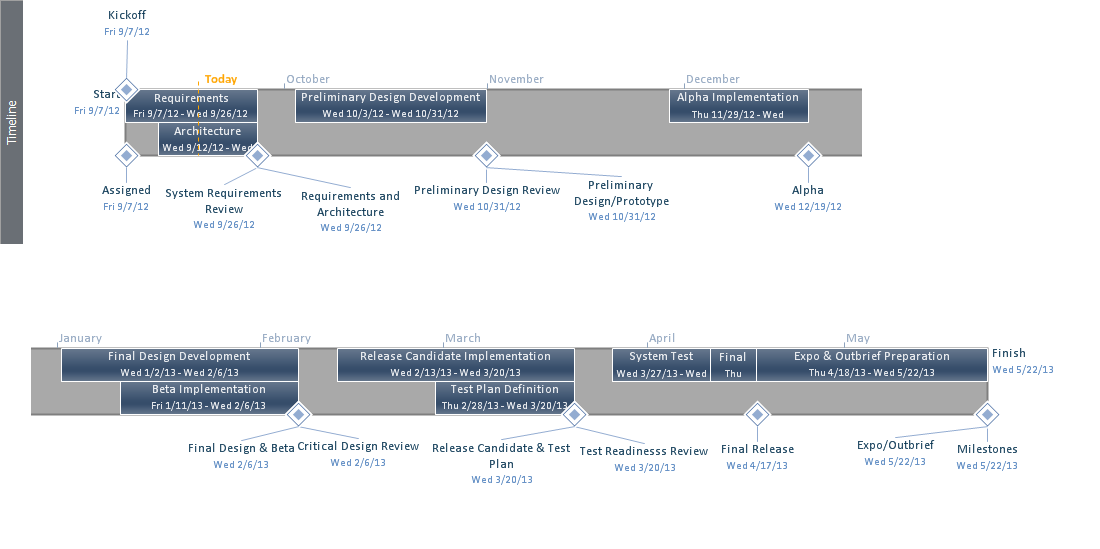 Timeline
Kickoff
Fri 9/7/12
Today
October
November
December
Start
Fri 9/7/12
Requirements
Fri 9/7/12 - Wed 9/26/12
Preliminary Design Development
Wed 10/3/12 - Wed 10/31/12
Alpha Implementation
Thu 11/29/12 - Wed
Architecture
Wed 9/12/12 - Wed
Assigned
Fri 9/7/12
System Requirements
Review
Wed 9/26/12
Requirements and
Architecture
Wed 9/26/12
Preliminary Design Review
Wed 10/31/12
Preliminary
Design/Prototype
Wed 10/31/12
Alpha
Wed 12/19/12
January
February
March
April
May
Final Design Development
Wed 1/2/13 - Wed 2/6/13
Release Candidate Implementation
Wed 2/13/13 - Wed 3/20/13
System Test
Wed 3/27/13 - Wed
Final
Thu
Expo & Outbrief Preparation
Thu 4/18/13 - Wed 5/22/13
Finish
Wed 5/22/13
Beta Implementation
Fri 1/11/13 - Wed 2/6/13
Test Plan Definition
Thu 2/28/13 - Wed 3/20/13
Final Design & Beta
Wed 2/6/13
Critical Design Review
Wed 2/6/13
Release Candidate & Test
Plan
Wed 3/20/13
Test Readinesss Review
Wed 3/20/13
Final Release
Wed 4/17/13
Expo/Outbrief
Wed 5/22/13
Milestones
Wed 5/22/13